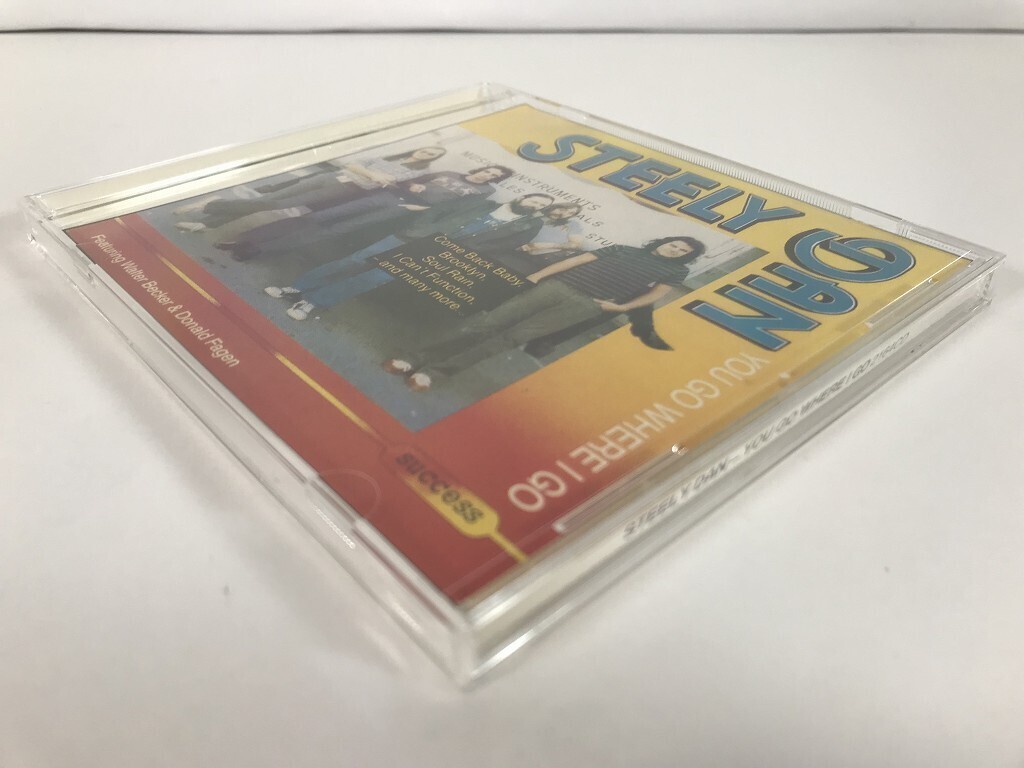 STEELY
DAN
YOU GO WHERE I GO
MUSIC INSTRUMENTS
Come Back Baby,
Brooklyn,
Soul Ram,
I Can't Function,
and many more
Featuring Walter Becker & Donald Fagen
success
STEELY DAN – YOU GO WHERE I GO